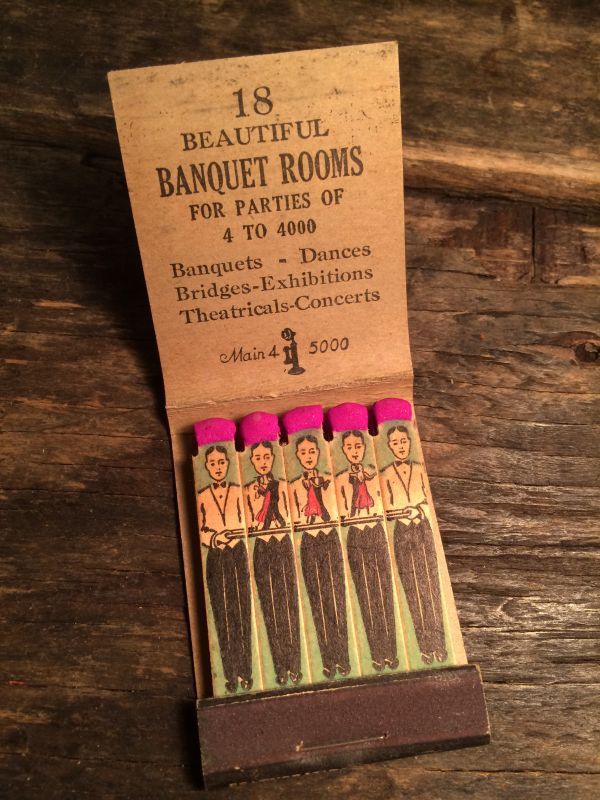 18
BEAUTIFUL
BANQUET ROOMS
FOR PARTIES OF
4 TO 4000
Banquets - Dances
Bridges-Exhibitions
Theatricals-Concerts
Main 4 5000